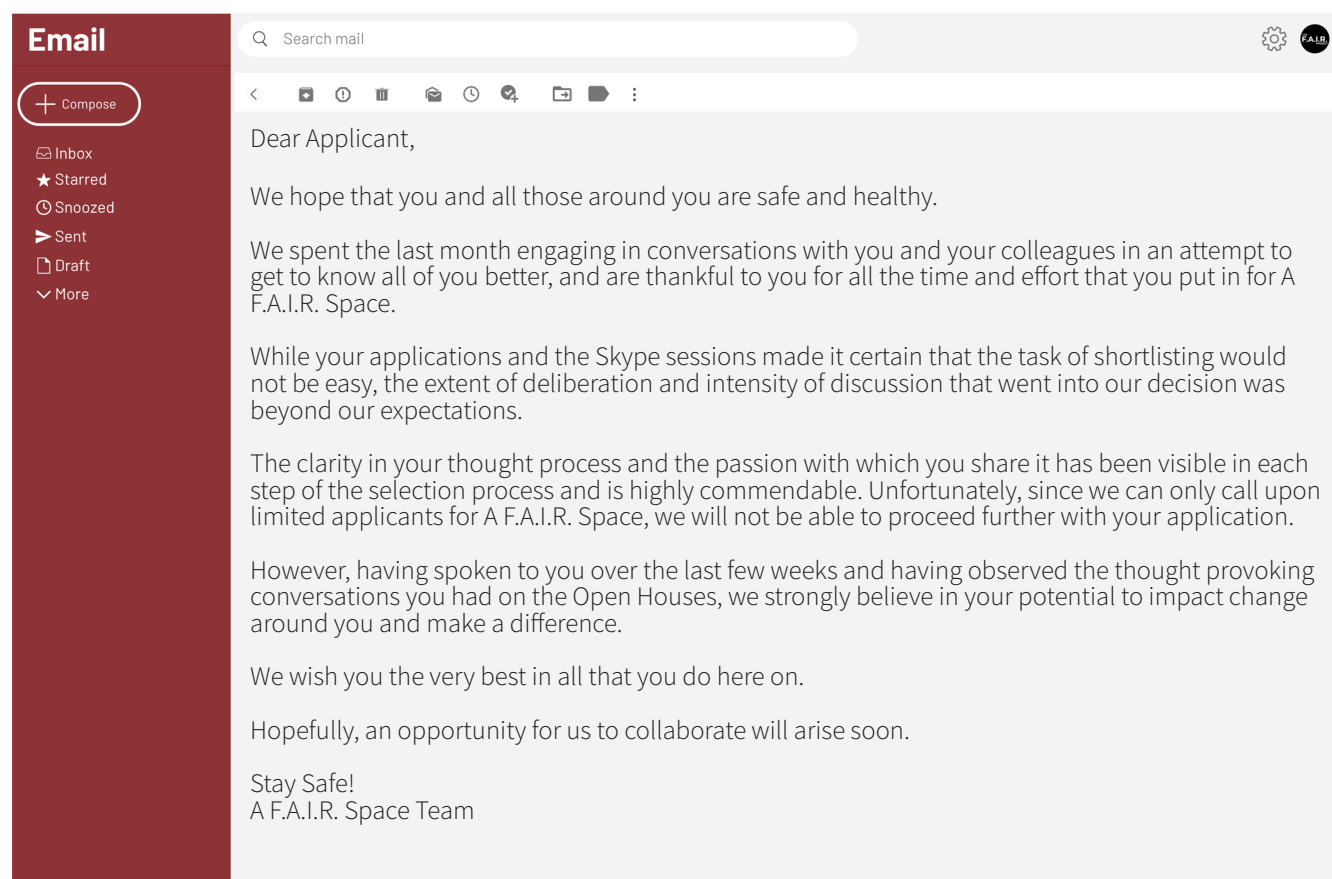 Email
Search mail
F.A.I.R.
Compose
Inbox
Starred
Snoozed
Sent
Draft
More
Dear Applicant,
We hope that you and all those around you are safe and healthy.
We spent the last month engaging in conversations with you and your colleagues in an attempt to
get to know all of you better, and are thankful to you for all the time and effort that you put in for A
F.A.I.R. Space.
While your applications and the Skype sessions made it certain that the task of shortlisting would
not be easy, the extent of deliberation and intensity of discussion that went into our decision was
beyond our expectations.
The clarity in your thought process and the passion with which you share it has been visible in each
step of the selection process and is highly commendable. Unfortunately, since we can only call upon
limited applicants for A F.A.I.R. Space, we will not be able to proceed further with your application.
However, having spoken to you over the last few weeks and having observed the thought provoking
conversations you had on the Open Houses, we strongly believe in your potential to impact change
around you and make a difference.
We wish you the very best in all that you do here on.
Hopefully, an opportunity for us to collaborate will arise soon.
Stay Safe!
A F.A.I.R. Space Team